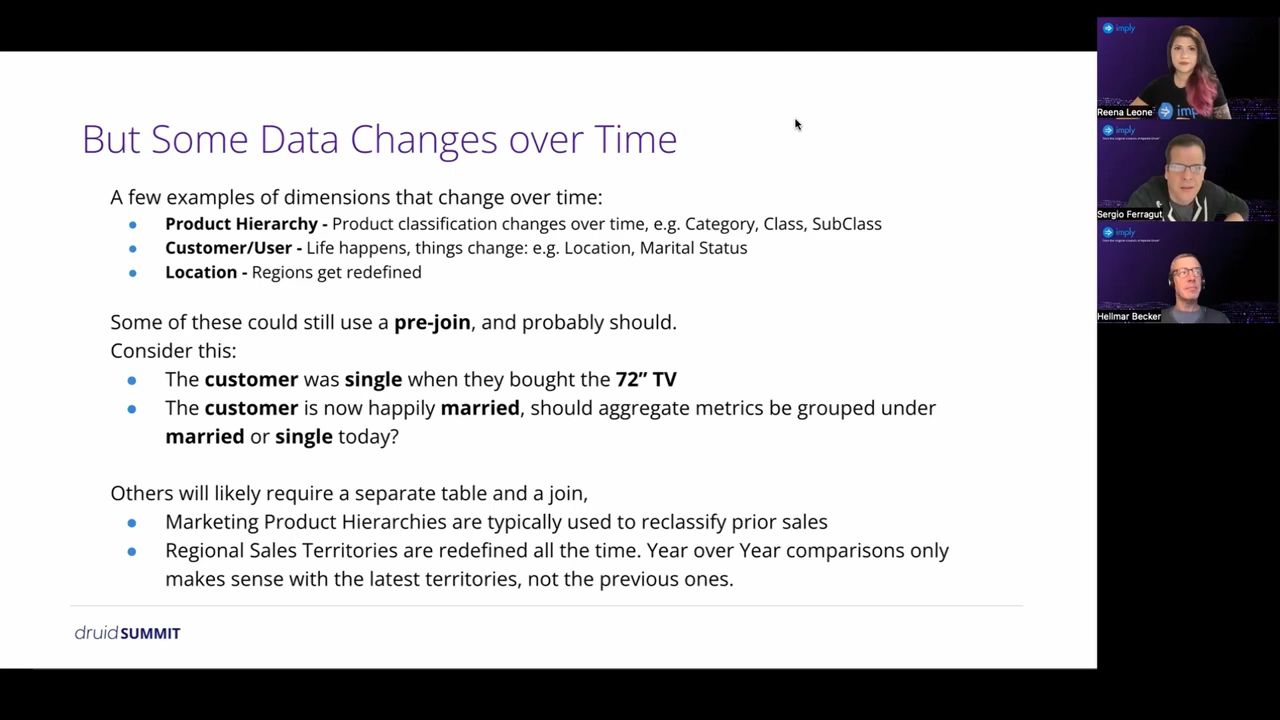 But Some Data Changes over Time
A few examples of dimensions that change over time:
● Product Hierarchy - Product classification changes over time, e.g. Category, Class, SubClass
● Customer/User - Life happens, things change: e.g. Location, Marital Status
● Location - Regions get redefined
Some of these could still use a pre-join, and probably should.
Consider this:
● The customer was single when they bought the 72” TV
● The customer is now happily married, should aggregate metrics be grouped under
married or single today?
Others will likely require a separate table and a join,
● Marketing Product Hierarchies are typically used to reclassify prior sales
● Regional Sales Territories are redefined all the time. Year over Year comparisons only
makes sense with the latest territories, not the previous ones.
druid SUMMIT
imply
imp
Reena Leone
imply
Sergio Ferragut
imply
Hellmar Becker